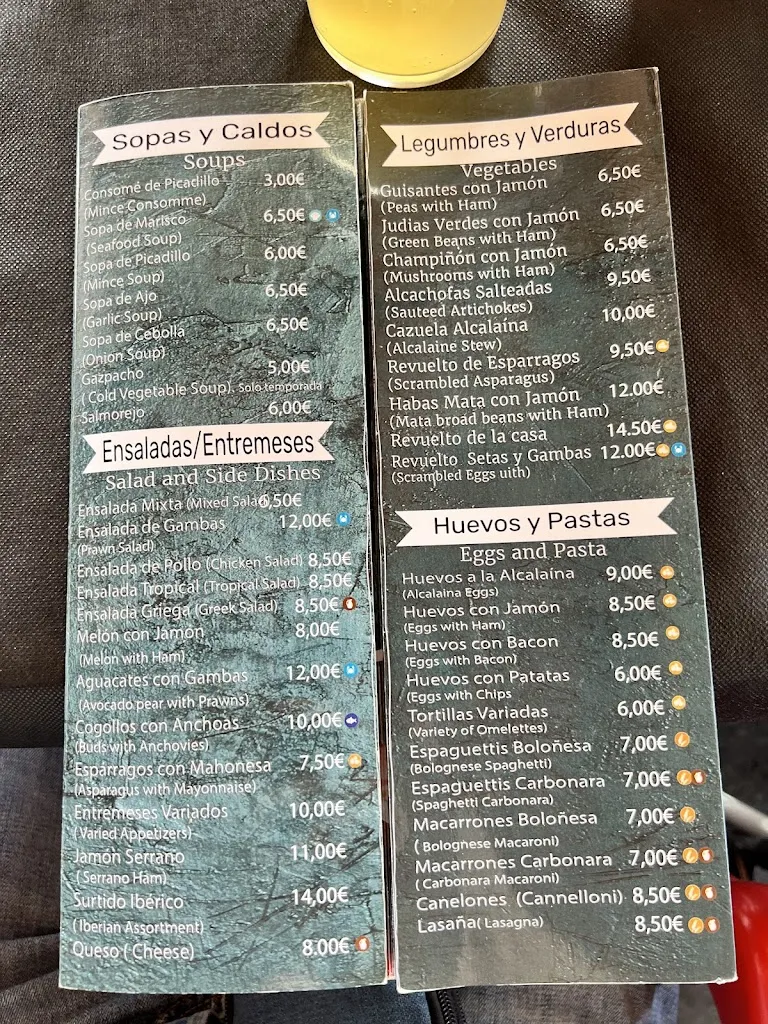 Sopas y Caldos
Soups
Consomé de Picadillo 3,00€
(Mince Consomme)
Sopa de Marisco 6,50€
(Seafood Soup)
Sopa de Picadillo 6,00€
(Mince Soup)
Sopa de Ajo 6,50€
(Garlic Soup)
Sopa de Cebolla 6,50€
(Onion Soup)
Gazpacho 5,00€
( Cold Vegetable Soup). Solo temporada
Salmorejo 6,00€
Ensaladas/Entremeses
Salad and Side Dishes
Ensalada Mixta (Mixed Salad) 6,50€
Ensalada de Gambas 12,00€
(Prawn Salad)
Ensalada de Pollo (Chicken Salad) 8,50€
Ensalada Tropical (Tropical Salad) 8,50€
Ensalada Griega (Greek Salad) 8,50€
Melón con Jamón 8,00€
(Melon with Ham)
Aguacates con Gambas 12,00€
(Avocado pear with Prawns)
Cogollos con Anchoas 10,00€
(Buds with Anchovies)
Espárragos con Mahonesa 7,50€
(Asparagus with Mayonnaise)
Entremeses Variados 10,00€
( Varied Appetizers)
Jamón Serrano 11,00€
( Serrano Ham)
Surtido Ibérico 14,00€
(Iberian Assortment)
Queso ( Cheese) 8.00€
Legumbres y Verduras
Vegetables
Guisantes con Jamón 6,50€
(Peas with Ham)
Judias Verdes con Jamón 6,50€
(Green Beans with Ham)
Champiñón con Jamón 6,50€
(Mushrooms with Ham)
Alcachofas Salteadas 9,50€
(Sauteed Artichokes)
Cazuela Alcalaína 10,00€
(Alcalaine Stew)
Revuelto de Esparragos 9,50€
(Scrambled Asparagus)
Habas Mata con Jamón 12.00€
(Mata broad beans with Ham)
Revuelto de la casa 14.50€
Revuelto Setas y Gambas 12.00€
(Scrambled Eggs uith)
Huevos y Pastas
Eggs and Pasta
Huevos a la Alcalaína 9,00€
(Alcalaina Eggs)
Huevos con Jamón 8,50€
(Eggs with Ham)
Huevos con Bacon 8,50€
(Eggs with Bacon)
Huevos con Patatas 6,00€
(Eggs with Chips
Tortillas Variadas 6,00€
(Variety of Omelettes)
Espaguettis Boloñesa 7,00€
(Bolognese Spaghetti)
Espaguettis Carbonara 7,00€
(Spaghetti Carbonara)
Macarrones Boloñesa 7,00€
( Bolognese Macaroni)
Macarrones Carbonara 7,00€
( Carbonara Macaroni)
Canelones (Cannelloni) 8,50€
Lasaña( Lasagna) 8,50€